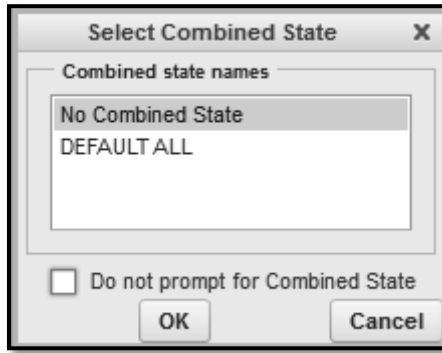 Select Combined State X
Combined state names
No Combined State
DEFAULT ALL
Do not prompt for Combined State
OK Cancel